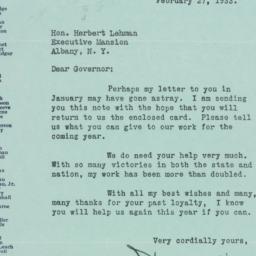 February 27, 1933.
Hon. Herbert Lehman
Executive Mansion
Albany, N. Y.
Dear Governor;
Perhaps my letter to you in
January may have gone astray. I am sending
you this note with the hope that you will
return to us the enclosed card. Please tell
us what you can give to our work for the
coming year.
We do need your help very much.
With so many victories in both the state and
nation, my work has been more than doubled.
With all my best wishes and many,
many thanks for your past loyalty, I know
you will help us again this year if you can.
Very cordially yours,